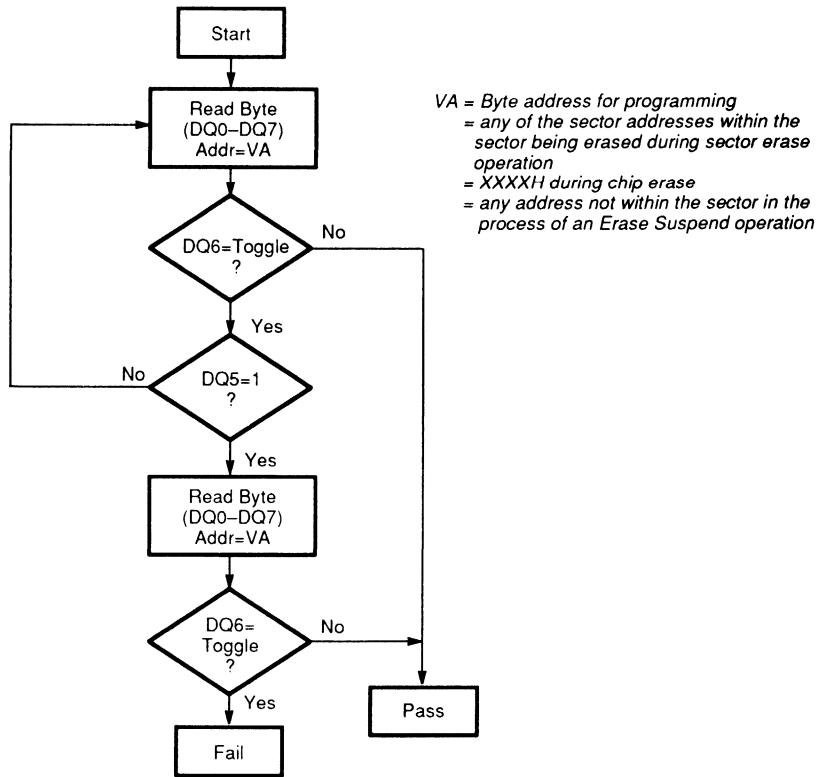 Start
Read Byte
(DQ0–DQ7)
Addr=VA
VA = Byte address for programming
= any of the sector addresses within the
sector being erased during sector erase
operation
= XXXXH during chip erase
= any address not within the sector in the
process of an Erase Suspend operation
DQ6=Toggle
?
No
Yes
No
DQ5=1
?
Yes
Read Byte
(DQ0–DQ7)
Addr=VA
DQ6=
Toggle
?
No
Yes
Pass
Fail